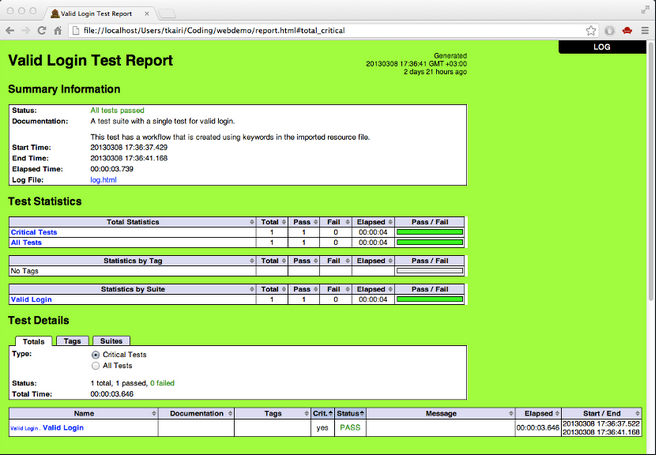 Valid Login Test Report
file://localhost/Users/tkairi/Coding/webdemo/report.html#total_critical
LOG
Valid Login Test Report
Generated
20130308 17:36:41 GMT +03:00
2 days 21 hours ago
Summary Information
Status: All tests passed
Documentation: A test suite with a single test for valid login.
This test has a workflow that is created using keywords in the imported resource file.
Start Time: 20130308 17:36:37.429
End Time: 20130308 17:36:41.168
Elapsed Time: 00:00:03.739
Log File: log.html
Test Statistics
Total Statistics Total Pass Fail Elapsed Pass / Fail
Critical Tests 1 1 0 00:00:04
All Tests 1 1 0 00:00:04
Statistics by Tag Total Pass Fail Elapsed Pass / Fail
No Tags
Statistics by Suite Total Pass Fail Elapsed Pass / Fail
Valid Login 1 1 0 00:00:04
Test Details
Totals Tags Suites
Type: Critical Tests
All Tests
Status: 1 total, 1 passed, 0 failed
Total Time: 00:00:03.646
Name Documentation Tags Crit. Status Message Elapsed Start / End
Valid Login . Valid Login yes PASS 00:00:03.646 20130308 17:36:37.522
20130308 17:36:41.168